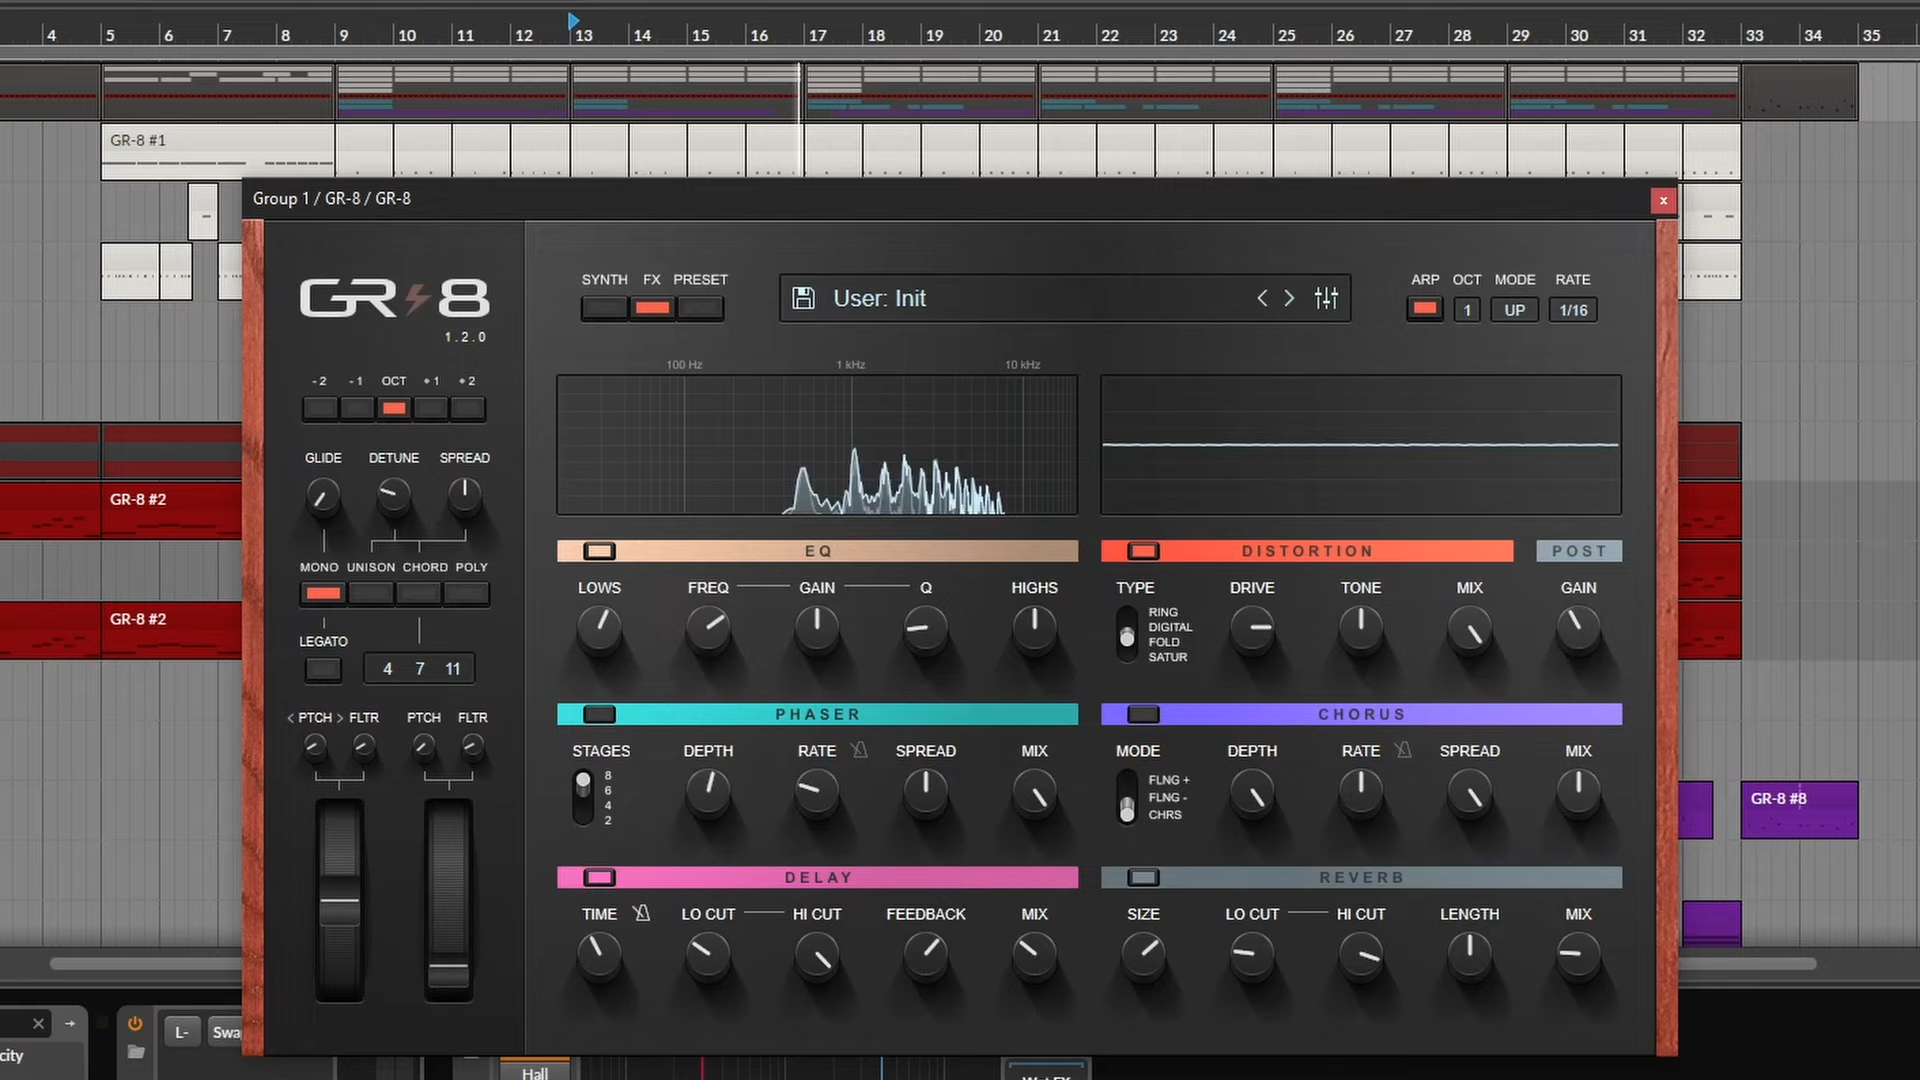 4 5 6 7 8 9 10 11 12 13 14 15 16 17 18 19 20 21 22 23 24 25 26 27 28 29 30 31 32 33 34 35
GR-8 #1
Group 1 / GR-8 / GR-8
x
GR 8
1.2.0
SYNTH FX PRESET
User: Init
ARP OCT MODE RATE
1 UP 1/16
-2 -1 OCT +1 +2
100 Hz 1 kHz 10 kHz
GLIDE DETUNE SPREAD
GR-8 #2
MONO UNISON CHORD POLY
EQ
DISTORTION
POST
LOWS FREQ GAIN Q HIGHS
TYPE DRIVE TONE MIX GAIN
RING
DIGITAL
FOLD
SATUR
GR-8 #2
LEGATO
4 7 11
< PTCH > FLTR PTCH FLTR
PHASER
CHORUS
STAGES DEPTH RATE SPREAD MIX
8
6
4
2
MODE DEPTH RATE SPREAD MIX
FLNG +
FLNG -
CHRS
GR-8 #8
DELAY
REVERB
TIME LO CUT HI CUT FEEDBACK MIX
SIZE LO CUT HI CUT LENGTH MIX
L- Swap
city
Hall